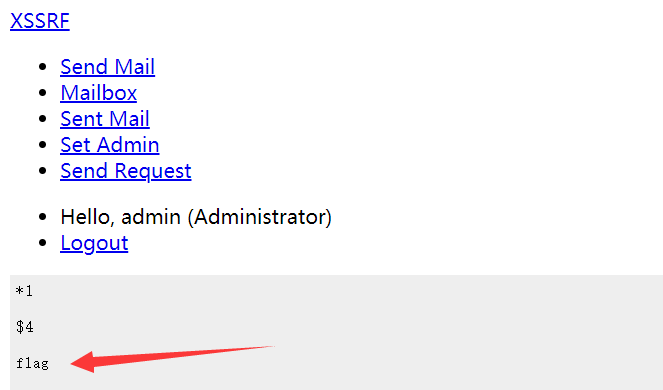 XSSRF
Send Mail
Mailbox
Sent Mail
Set Admin
Send Request
Hello, admin (Administrator)
Logout
*1
$4
flag